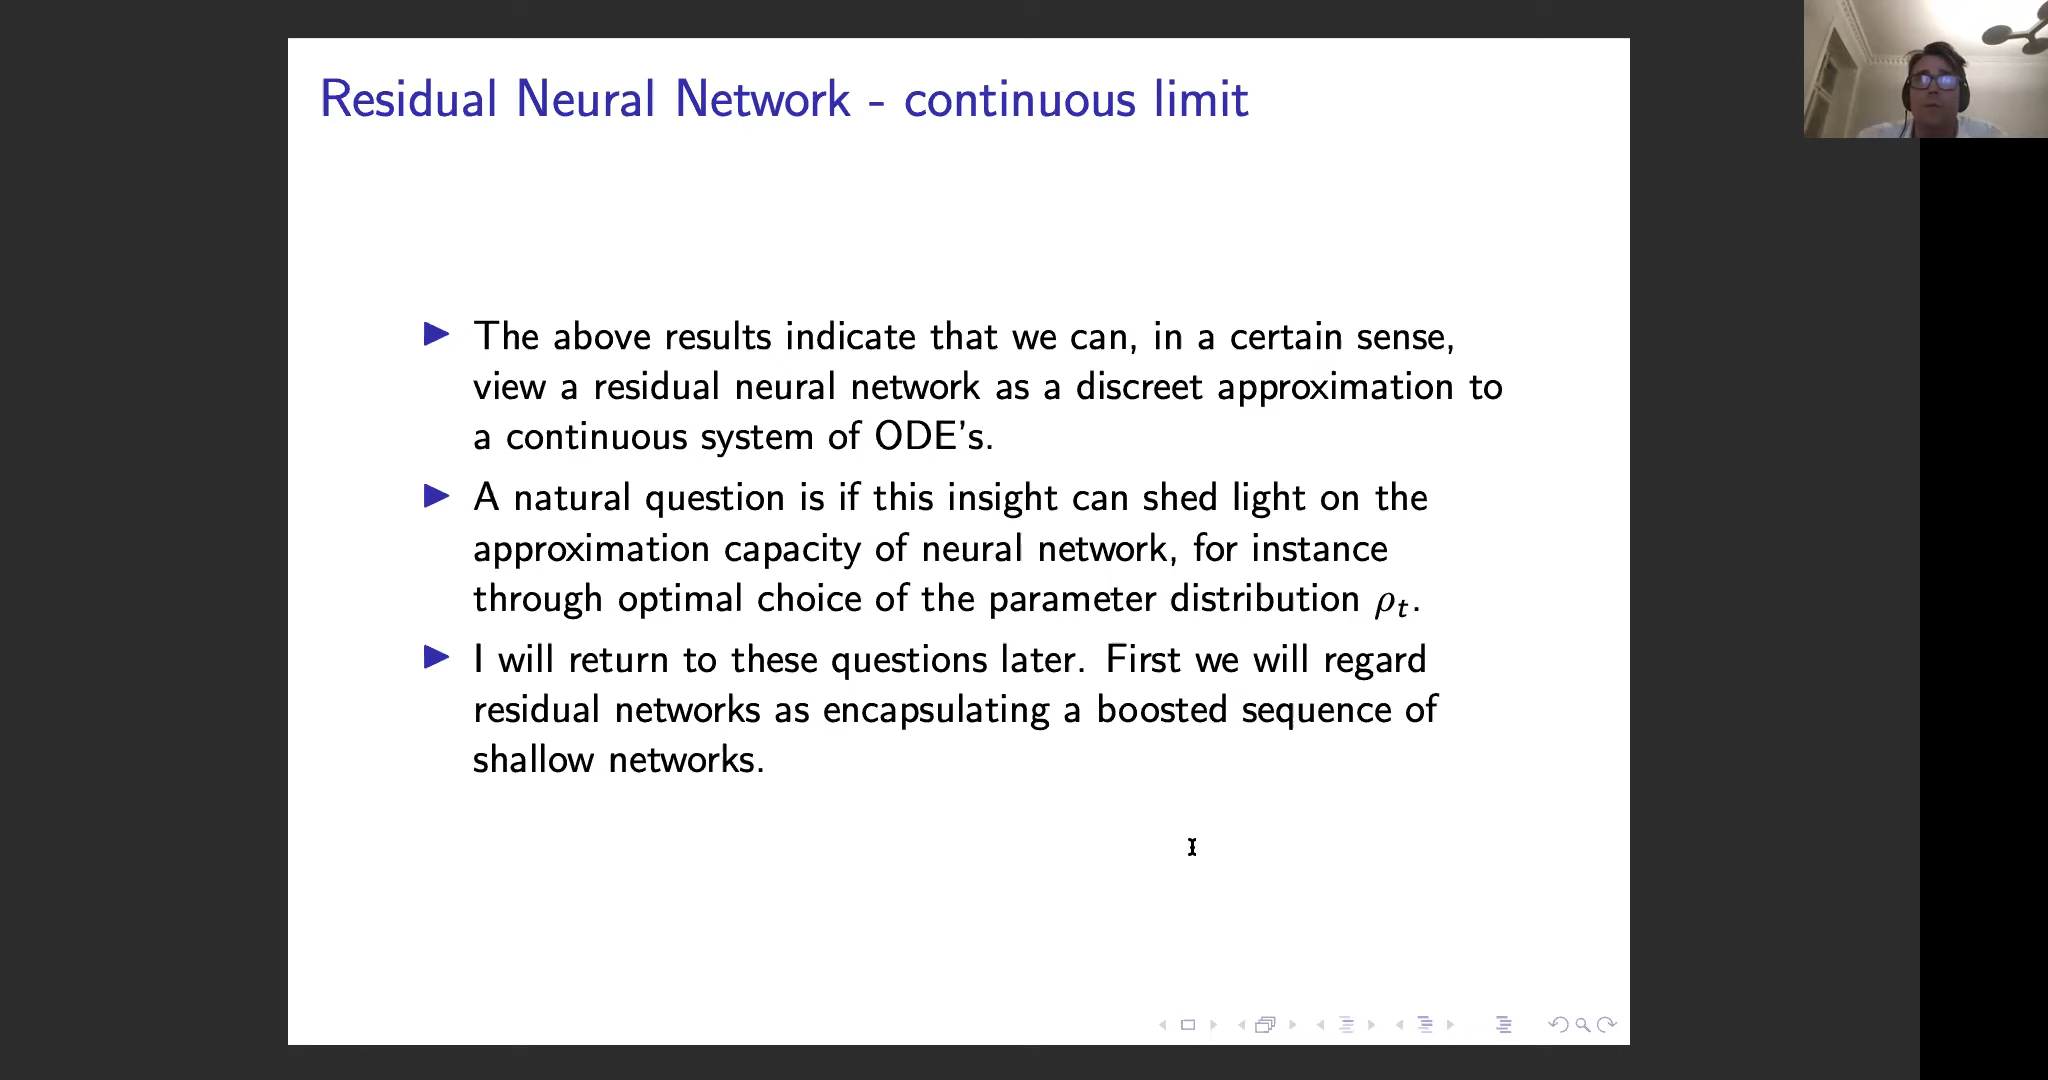 Residual Neural Network - continuous limit
The above results indicate that we can, in a certain sense,
view a residual neural network as a discreet approximation to
a continuous system of ODE's.
A natural question is if this insight can shed light on the
approximation capacity of neural network, for instance
through optimal choice of the parameter distribution ρₜ.
I will return to these questions later. First we will regard
residual networks as encapsulating a boosted sequence of
shallow networks.